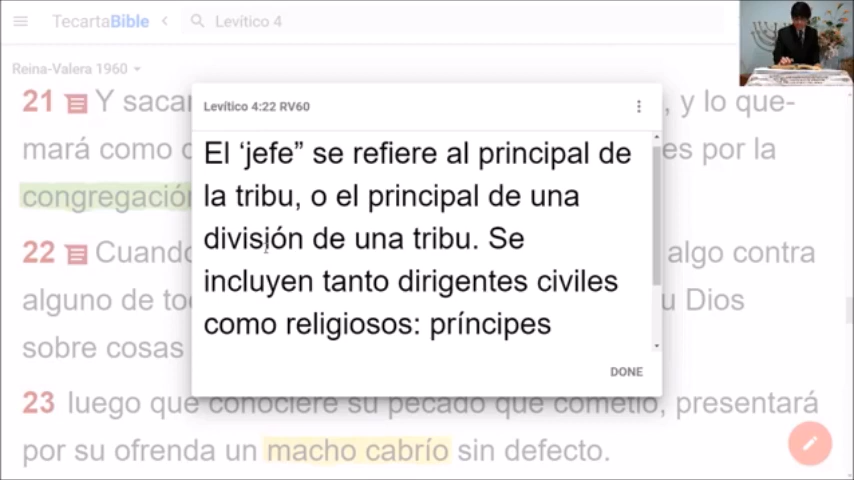 TecartaBible
Levítico 4
Reina-Valera 1960
21 Y sacar
, y lo que-
mará como
es por la
congregación
22 Cuando
algo contra
alguno de to
u Dios
sobre cosas
23 luego que conociere su pecado que cometió, presentará
por su ofrenda un macho cabrío sin defecto.
Levítico 4:22 RV60
El ‘jefe” se refiere al principal de
la tribu, o el principal de una
división de una tribu. Se
incluyen tanto dirigentes civiles
como religiosos: príncipes
DONE